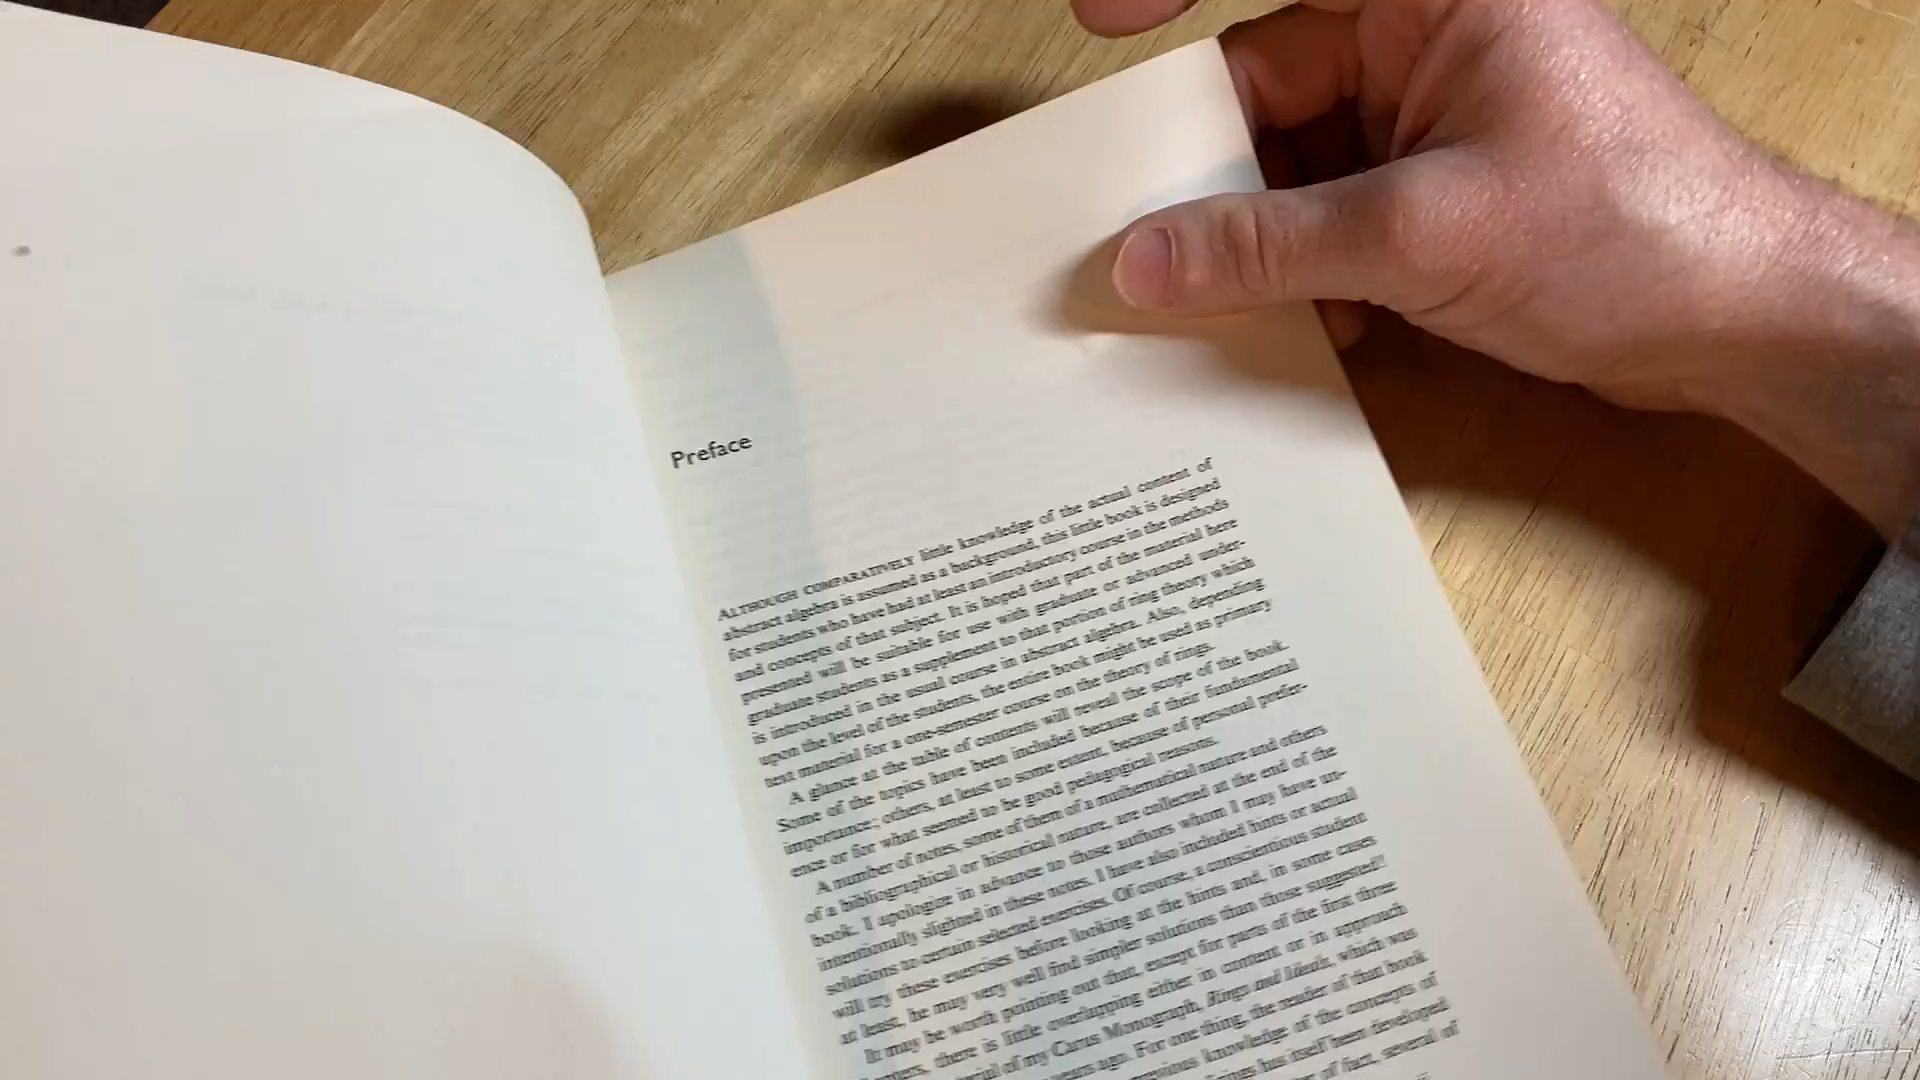 Preface
ALTHOUGH COMPARATIVELY little knowledge of the actual content of
abstract algebra is assumed as a background, this little book is designed
for students who have had at least an introductory course in the methods
and concepts of that subject. It is hoped that part of the material here
presented will be suitable for use with graduate or advanced under-
graduate students as a supplement to that portion of ring theory which
is introduced in the usual course in abstract algebra. Also, depending
upon the level of the students, the entire book might be used as primary
text material for a one-semester course on the theory of rings.
A glance at the table of contents will reveal the scope of the book.
Some of the topics have been included because of their fundamental
importance; others, at least to some extent, because of personal prefer-
ence or for what seemed to be good pedagogical reasons.
A number of notes, some of them of a mathematical nature and others
of a bibliographical or historical nature, are collected at the end of the
book. I apologize in advance to those authors whom I may have un-
intentionally slighted in these notes. I have also included hints or actual
solutions to certain selected exercises. Of course, a conscientious student
will try these exercises before looking at the hints and, in some cases
at least, he may very well find simpler solutions than those suggested!
It may be worth pointing out that, except for parts of the first three
there is little overlapping either in content or in approach
of my Carus Monograph, Rings and Ideals, which was
years ago. For one thing, the reader of that book
previous knowledge of the concepts of
has itself been developed
of fact, several of